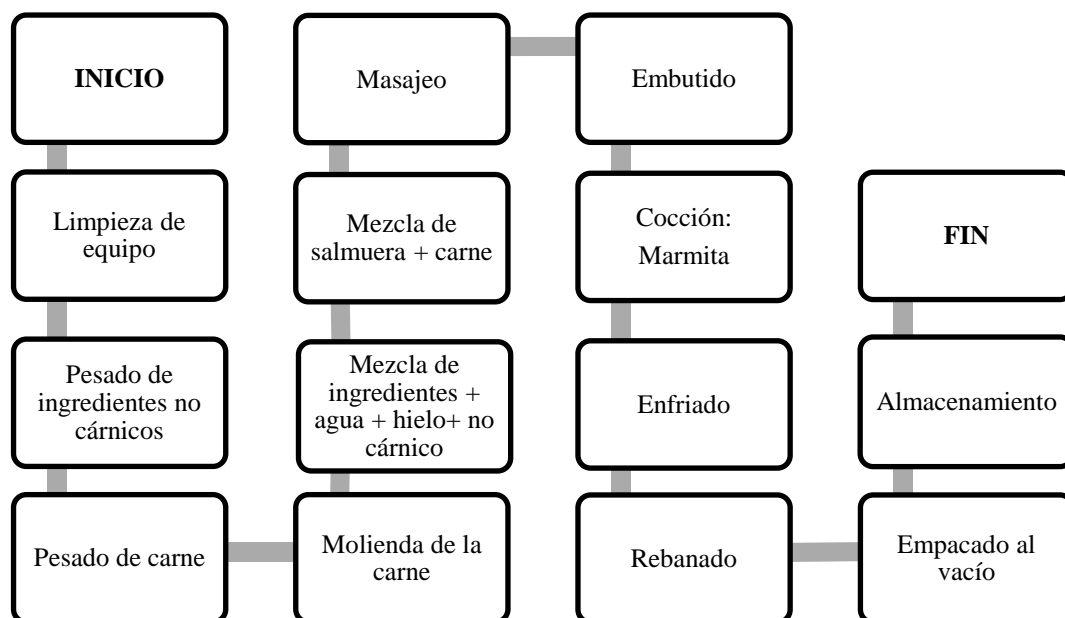 INICIO
Limpieza de
equipo
Pesado de
ingredientes no
cárnicos
Pesado de carne
Molienda de la
carne
Mezcla de
ingredientes +
agua + hielo+ no
cárnico
Mezcla de
salmuera + carne
Masajeo
Embutido
Cocción:
Marmita
Enfriado
Rebanado
Empacado al
vacío
Almacenamiento
FIN